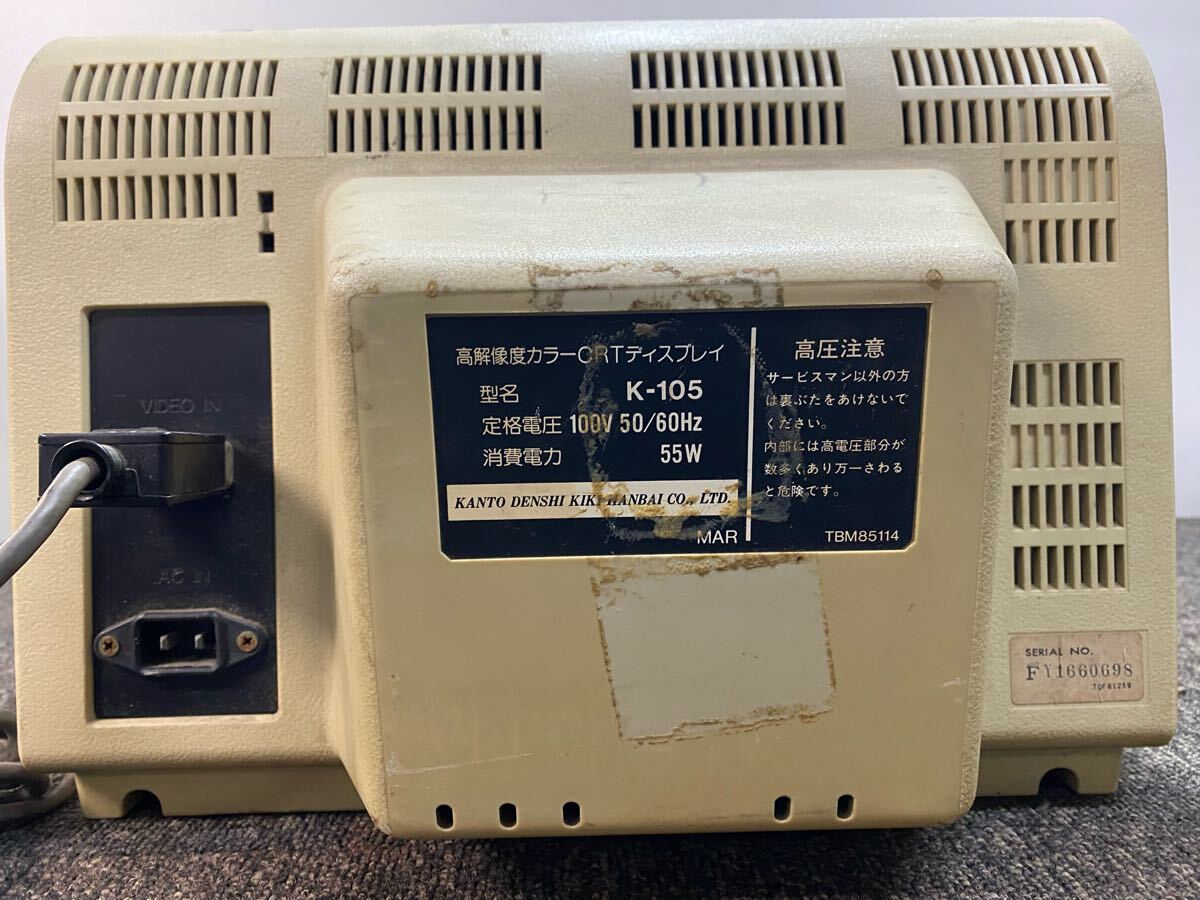 VIDEO IN
AC IN
高解像度カラーCRTディスプレイ
型名 K-105
定格電圧 100V 50/60Hz
消費電力 55W
KANTO DENSHI KIKI HANBAI CO., LTD.
MAR
高圧注意
サービスマン以外の方
は裏ぶたをあけないで
ください。
内部には高電圧部分が
数多くあり万一さわる
と危険です。
TBM85114
SERIAL NO.
FY1660698
TQF81259